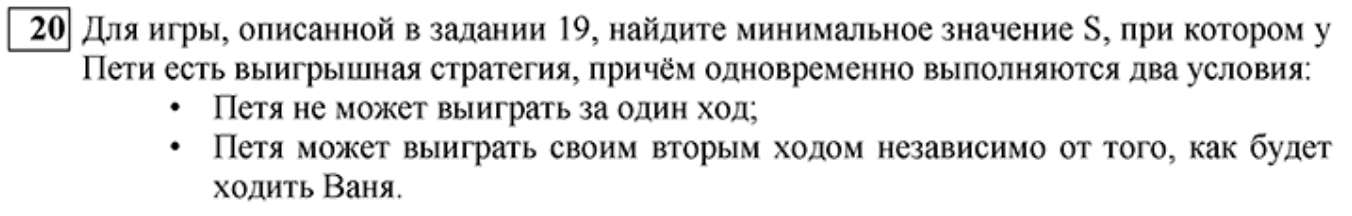 20 Для игры, описанной в задании 19, найдите минимальное значение S, при котором у
Пети есть выигрышная стратегия, причём одновременно выполняются два условия:
• Петя не может выиграть за один ход;
• Петя может выиграть своим вторым ходом независимо от того, как будет
ходить Ваня.